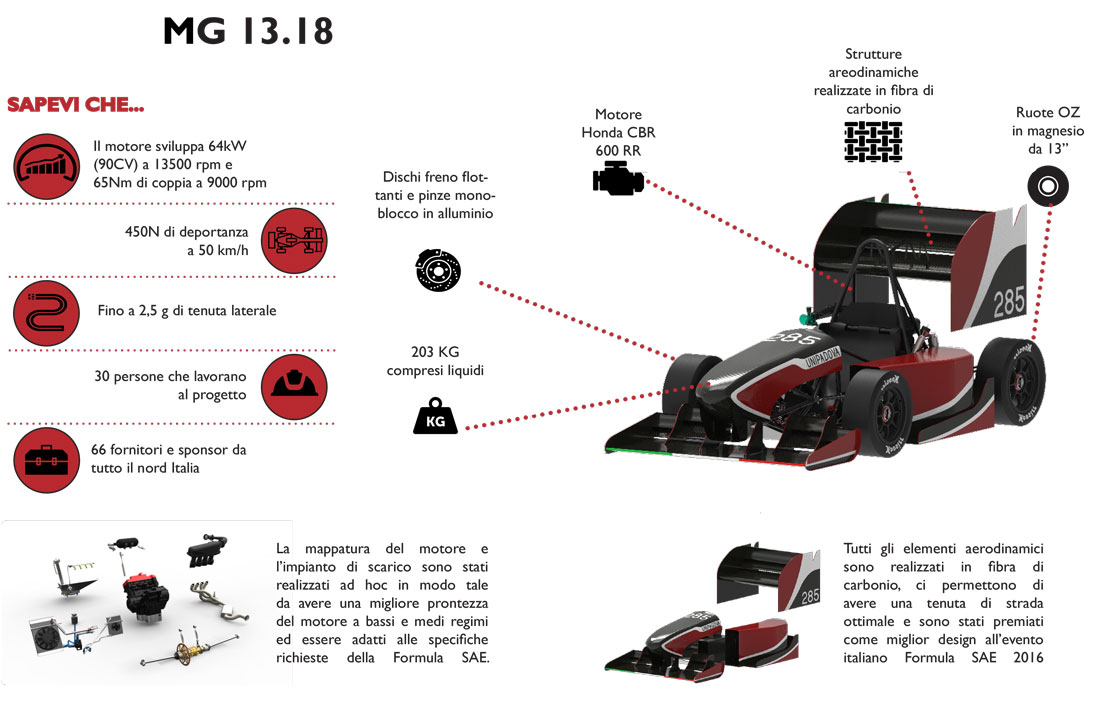 MG 13.18
SAPEVI CHE...
Il motore sviluppa 64kW
(90CV) a 13500 rpm e
65Nm di coppia a 9000 rpm
450N di deportanza
a 50 km/h
Fino a 2,5 g di tenuta laterale
30 persone che lavorano
al progetto
66 fornitori e sponsor da
tutto il nord Italia
Dischi freno flot-
tanti e pinze mono-
blocco in alluminio
203 KG
compresi liquidi
KG
Motore
Honda CBR
600 RR
Strutture
areodinamiche
realizzate in fibra di
carbonio
Ruote OZ
in magnesio
da 13”
285
285
UNIPADOVA
La mappatura del motore e
l’impianto di scarico sono stati
realizzati ad hoc in modo tale
da avere una migliore prontezza
del motore a bassi e medi regimi
ed essere adatti alle specifiche
richieste della Formula SAE.
285
285
Tutti gli elementi aerodinamici
sono realizzati in fibra di
carbonio, ci permettono di
avere una tenuta di strada
ottimale e sono stati premiati
come miglior design all’evento
italiano Formula SAE 2016